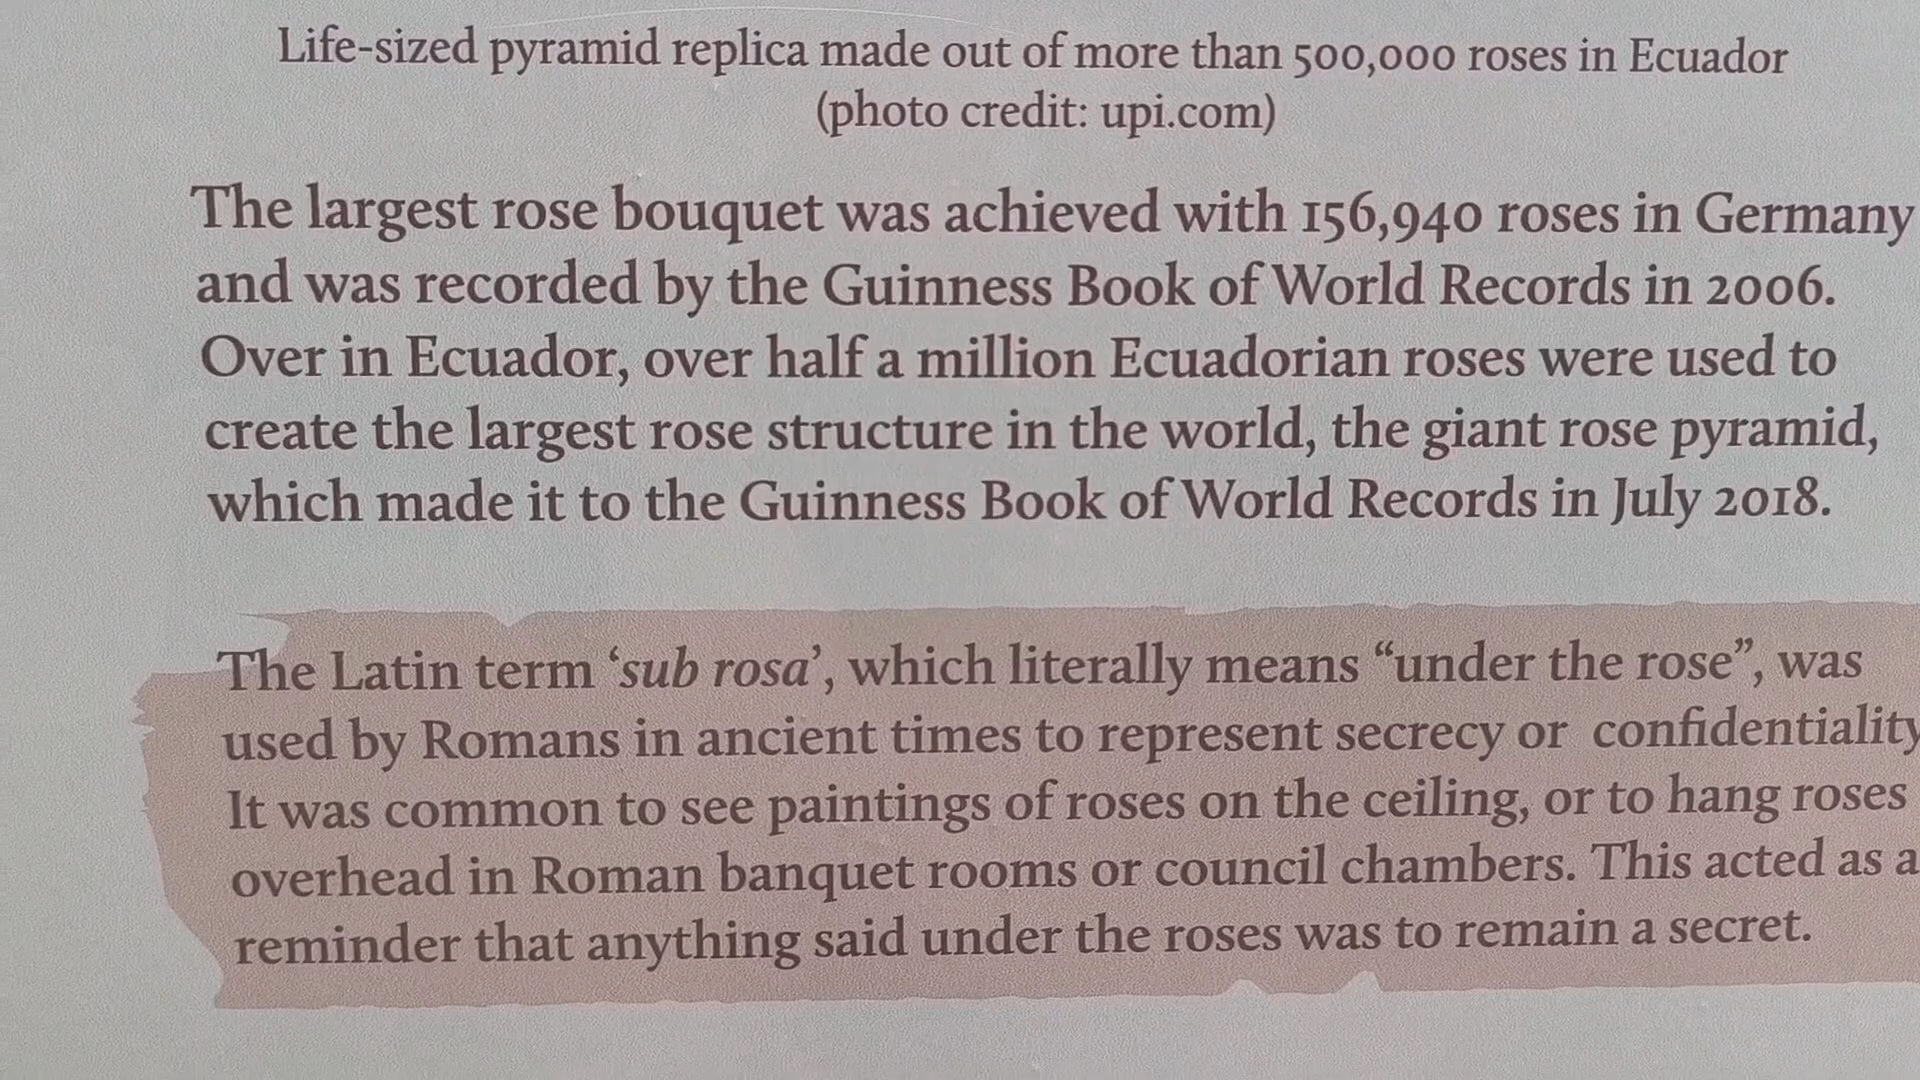 Life-sized pyramid replica made out of more than 500,000 roses in Ecuador
(photo credit: upi.com)
The largest rose bouquet was achieved with 156,940 roses in Germany
and was recorded by the Guinness Book of World Records in 2006.
Over in Ecuador, over half a million Ecuadorian roses were used to
create the largest rose structure in the world, the giant rose pyramid,
which made it to the Guinness Book of World Records in July 2018.
The Latin term ‘sub rosa’, which literally means “under the rose”, was
used by Romans in ancient times to represent secrecy or confidentiality
It was common to see paintings of roses on the ceiling, or to hang roses
overhead in Roman banquet rooms or council chambers. This acted as a
reminder that anything said under the roses was to remain a secret.